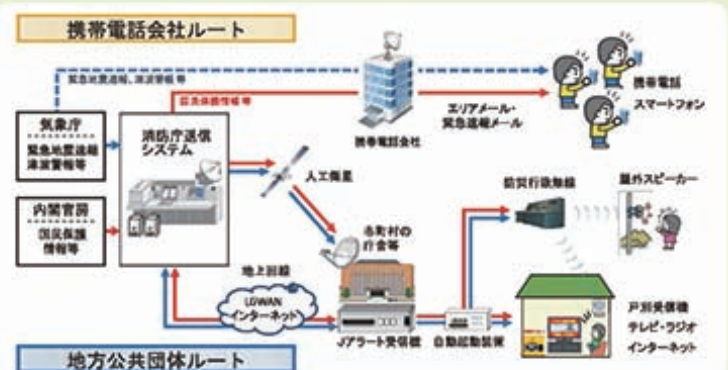 携帯電話会社ルート
緊急地震速報、津波警報等
国民保護情報等
気象庁
緊急地震速報
津波警報等
消防庁送信
システム
携帯電話会社
エリアメール・
緊急速報メール
携帯電話
スマートフォン
内閣官房
国民保護
情報等
人工衛星
市町村の
庁舎等
防災行政無線
屋外スピーカー
地上回線
LGWAN
インターネット
Jアラート受信機
自動起動装置
戸別受信機
テレビ・ラジオ
インターネット
地方公共団体ルート